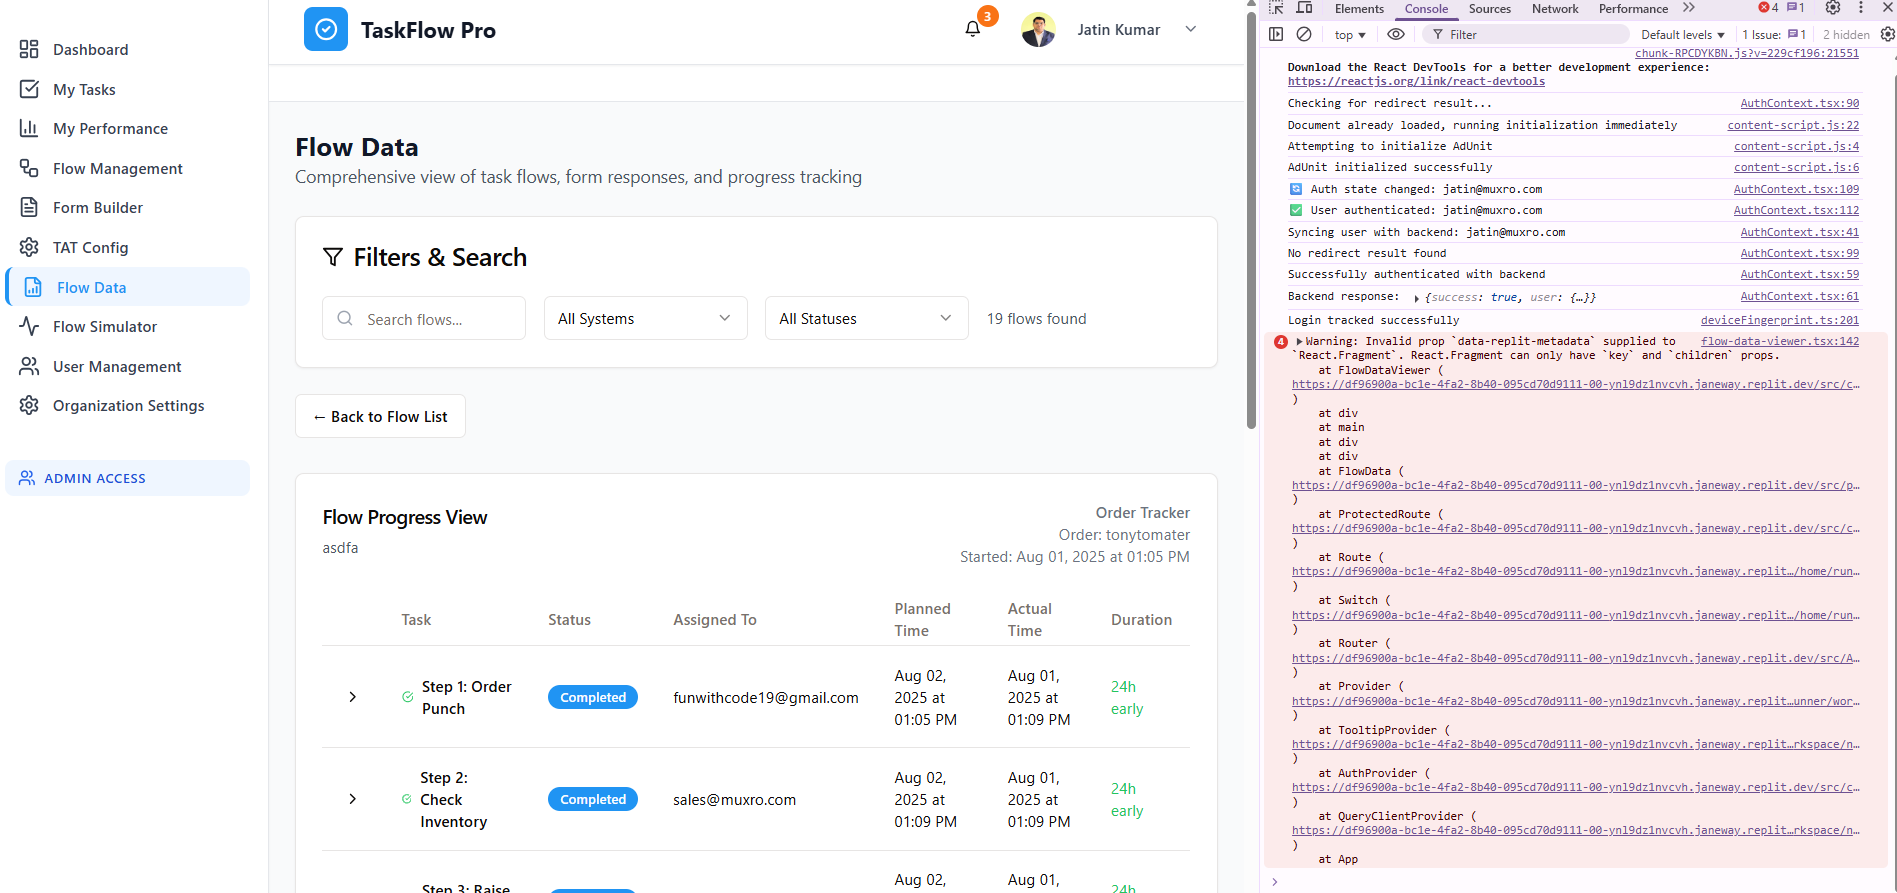 Dashboard
My Tasks
My Performance
Flow Management
Form Builder
TAT Config
Flow Data
Flow Simulator
User Management
Organization Settings
ADMIN ACCESS
TaskFlow Pro
3
Jatin Kumar
Flow Data
Comprehensive view of task flows, form responses, and progress tracking
Filters & Search
Search flows...
All Systems
All Statuses
19 flows found
← Back to Flow List
Flow Progress View
asdfa
Order Tracker
Order: tonytomater
Started: Aug 01, 2025 at 01:05 PM
Task
Status
Assigned To
Planned
Time
Actual
Time
Duration
Step 1: Order
Punch
Completed
funwithcode19@gmail.com
Aug 02,
2025 at
01:05 PM
Aug 01,
2025 at
01:09 PM
24h
early
Step 2:
Check
Inventory
Completed
sales@muxro.com
Aug 02,
2025 at
01:09 PM
Aug 01,
2025 at
01:09 PM
24h
early
Step 3: Raise
Aug 02,
Aug 01,
24h
Elements
Console
Sources
Network
Performance
4
1
top
Filter
Default levels
1 Issue:
1
2 hidden
chunk-RPCDYKBN.js?v=229cf196:21551
Download the React DevTools for a better development experience:
https://reactjs.org/link/react-devtools
Checking for redirect result... AuthContext.tsx:90
Document already loaded, running initialization immediately content-script.js:22
Attempting to initialize AdUnit content-script.js:4
AdUnit initialized successfully content-script.js:6
Auth state changed: jatin@muxro.com AuthContext.tsx:109
User authenticated: jatin@muxro.com AuthContext.tsx:112
Syncing user with backend: jatin@muxro.com AuthContext.tsx:41
No redirect result found AuthContext.tsx:99
Successfully authenticated with backend AuthContext.tsx:59
Backend response: {success: true, user: {…}} AuthContext.tsx:61
Login tracked successfully deviceFingerprint.ts:201
4 Warning: Invalid prop `data-replit-metadata` supplied to flow-data-viewer.tsx:142
`React.Fragment`. React.Fragment can only have `key` and `children` props.
at FlowDataViewer (
https://df96900a-bc1e-4fa2-8b40-095cd70d9111-00-ynl9dz1nvcvh.janeway.replit.dev/src/c…
)
at div
at main
at div
at div
at FlowData (
https://df96900a-bc1e-4fa2-8b40-095cd70d9111-00-ynl9dz1nvcvh.janeway.replit.dev/src/p…
)
at ProtectedRoute (
https://df96900a-bc1e-4fa2-8b40-095cd70d9111-00-ynl9dz1nvcvh.janeway.replit.dev/src/c…
)
at Route (
https://df96900a-bc1e-4fa2-8b40-095cd70d9111-00-ynl9dz1nvcvh.janeway.replit…/home/run…
)
at Switch (
https://df96900a-bc1e-4fa2-8b40-095cd70d9111-00-ynl9dz1nvcvh.janeway.replit…/home/run…
)
at Router (
https://df96900a-bc1e-4fa2-8b40-095cd70d9111-00-ynl9dz1nvcvh.janeway.replit.dev/src/A…
)
at Provider (
https://df96900a-bc1e-4fa2-8b40-095cd70d9111-00-ynl9dz1nvcvh.janeway.replit…unner/wor…
)
at TooltipProvider (
https://df96900a-bc1e-4fa2-8b40-095cd70d9111-00-ynl9dz1nvcvh.janeway.replit…rkspace/n…
)
at AuthProvider (
https://df96900a-bc1e-4fa2-8b40-095cd70d9111-00-ynl9dz1nvcvh.janeway.replit.dev/src/c…
)
at QueryClientProvider (
https://df96900a-bc1e-4fa2-8b40-095cd70d9111-00-ynl9dz1nvcvh.janeway.replit…rkspace/n…
)
at App